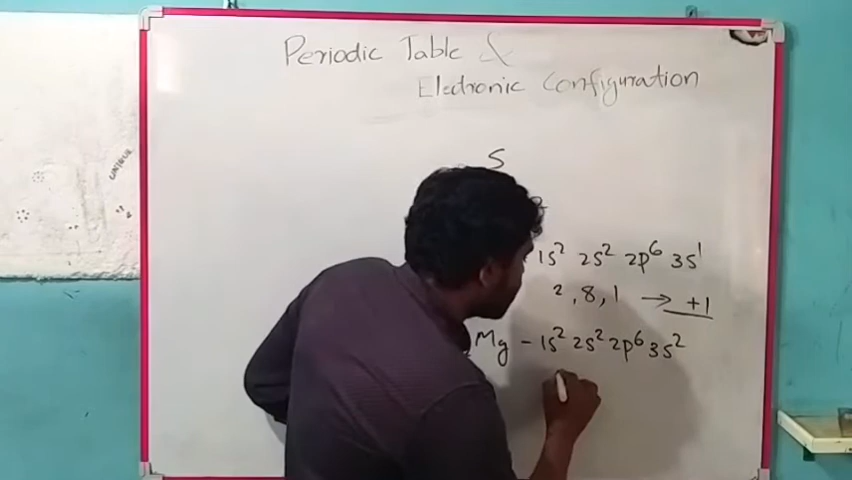 Periodic Table &
Electronic Configuration
S
1s² 2s² 2p⁶ 3s¹
2, 8, 1 → +1
Mg - 1s² 2s² 2p⁶ 3s²